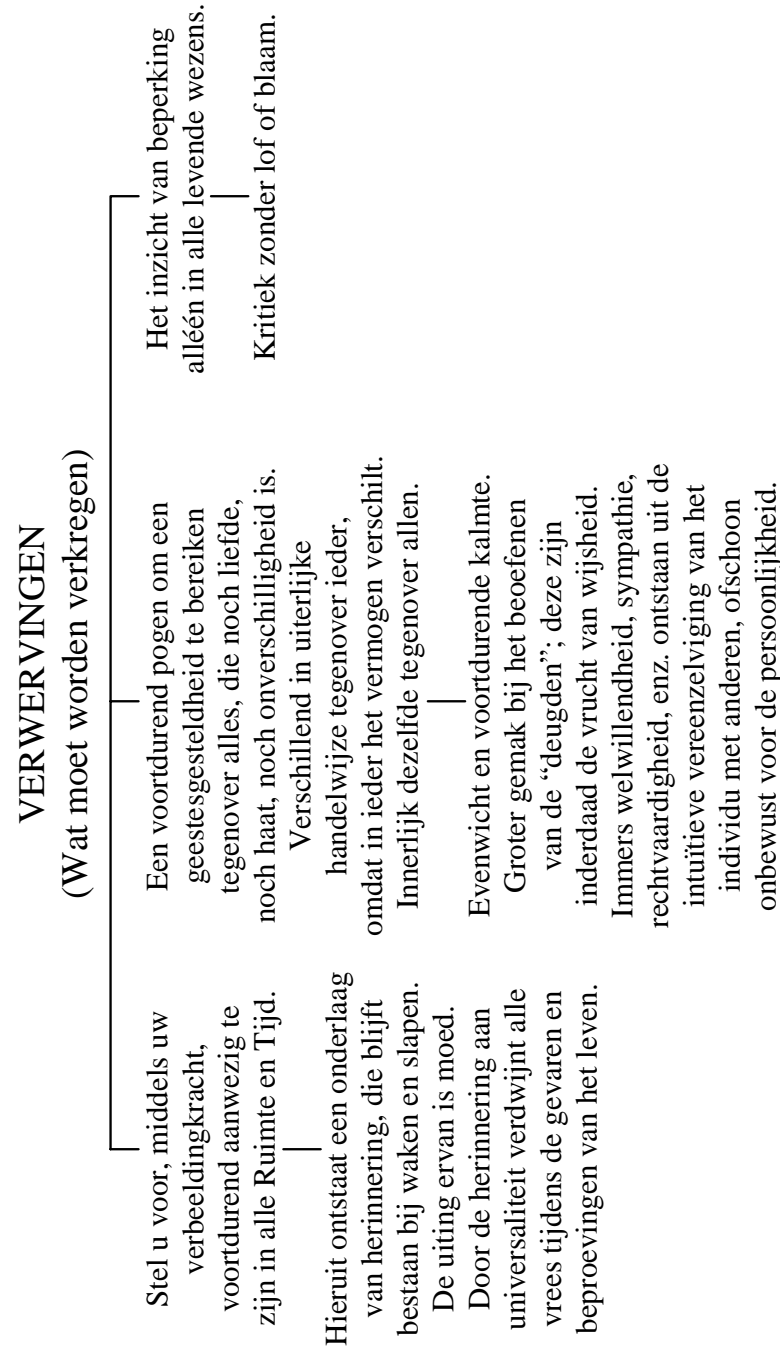 VERWERVINGEN
(Wat moet worden verkregen)
Stel u voor, middels uw
verbeeldingkracht,
voortdurend aanwezig te
zijn in alle Ruimte en Tijd.
Hieruit ontstaat een onderlaag
van herinnering, die blijft
bestaan bij waken en slapen.
De uiting ervan is moed.
Door de herinnering aan
universaliteit verdwijnt alle
vrees tijdens de gevaren en
beproevingen van het leven.
Een voortdurend pogen om een
geestesgesteldheid te bereiken
tegenover alles, die noch liefde,
noch haat, noch onverschilligheid is.
Verschillend in uiterlijke
handelwijze tegenover ieder,
omdat in ieder het vermogen verschilt.
Innerlijk dezelfde tegenover allen.
Evenwicht en voortdurende kalmte.
Groter gemak bij het beoefenen
van de “deugden”; deze zijn
inderdaad de vrucht van wijsheid.
Immers welwillendheid, sympathie,
rechtvaardigheid, enz. ontstaan uit de
intuïtieve vereenzelviging van het
individu met anderen, ofschoon
onbewust voor de persoonlijkheid.
Het inzicht van beperking
alléén in alle levende wezens.
Kritiek zonder lof of blaam.